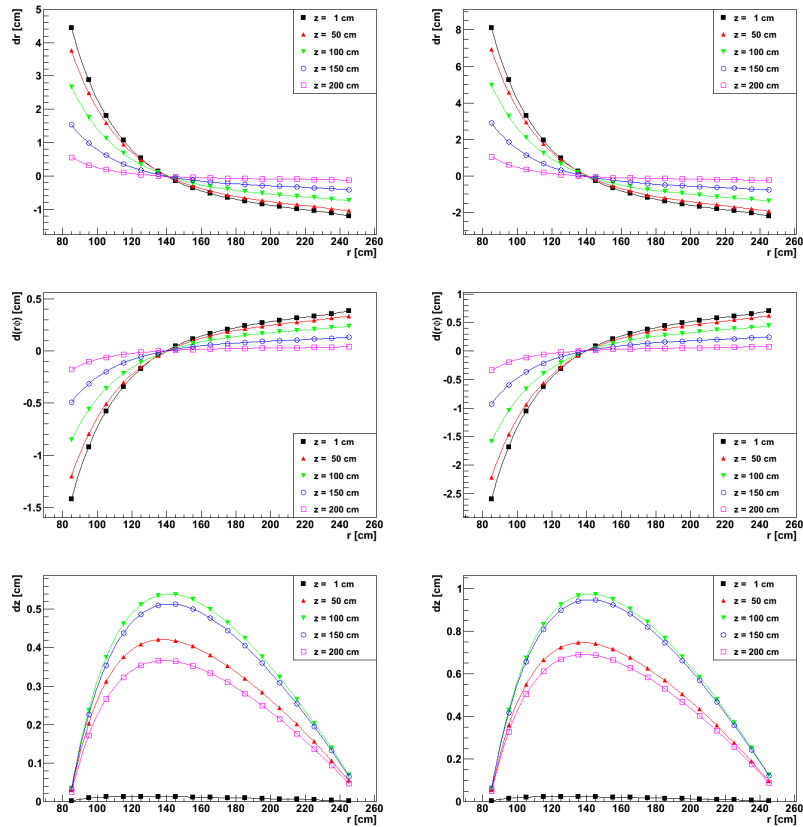 dr [cm]
5
4
3
2
1
0
-1
z = 1 cm
z = 50 cm
z = 100 cm
z = 150 cm
z = 200 cm
80 100 120 140 160 180 200 220 240 260
r [cm]
dr [cm]
8
6
4
2
0
-2
z = 1 cm
z = 50 cm
z = 100 cm
z = 150 cm
z = 200 cm
80 100 120 140 160 180 200 220 240 260
r [cm]
d(rφ) [cm]
0.5
0
-0.5
-1
-1.5
z = 1 cm
z = 50 cm
z = 100 cm
z = 150 cm
z = 200 cm
80 100 120 140 160 180 200 220 240 260
r [cm]
d(rφ) [cm]
1
0.5
0
-0.5
-1
-1.5
-2
-2.5
z = 1 cm
z = 50 cm
z = 100 cm
z = 150 cm
z = 200 cm
80 100 120 140 160 180 200 220 240 260
r [cm]
dz [cm]
0.5
0.4
0.3
0.2
0.1
0
z = 1 cm
z = 50 cm
z = 100 cm
z = 150 cm
z = 200 cm
80 100 120 140 160 180 200 220 240 260
r [cm]
dz [cm]
1
0.8
0.6
0.4
0.2
0
z = 1 cm
z = 50 cm
z = 100 cm
z = 150 cm
z = 200 cm
80 100 120 140 160 180 200 220 240 260
r [cm]